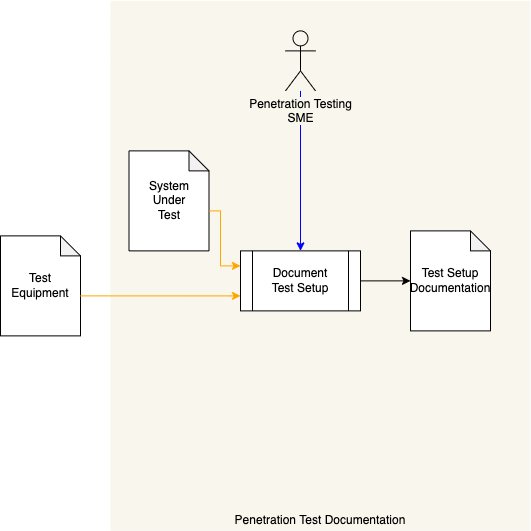 Penetration Testing
SME
System
Under
Test
Test
Equipment
Document
Test Setup
Test Setup
Documentation
Penetration Test Documentation